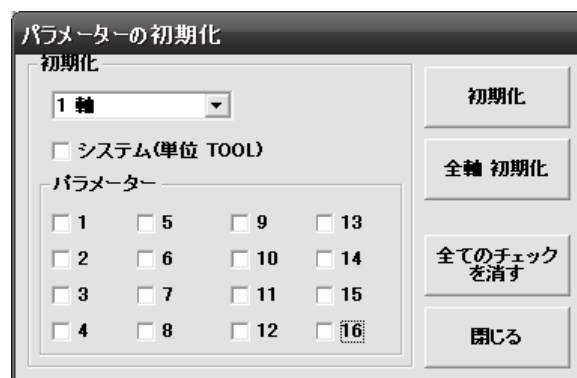 パラメーターの初期化
初期化
1 軸
システム(単位 TOOL)
パラメーター
1 5 9 13
2 6 10 14
3 7 11 15
4 8 12 16
初期化
全軸 初期化
全てのチェック
を消す
閉じる